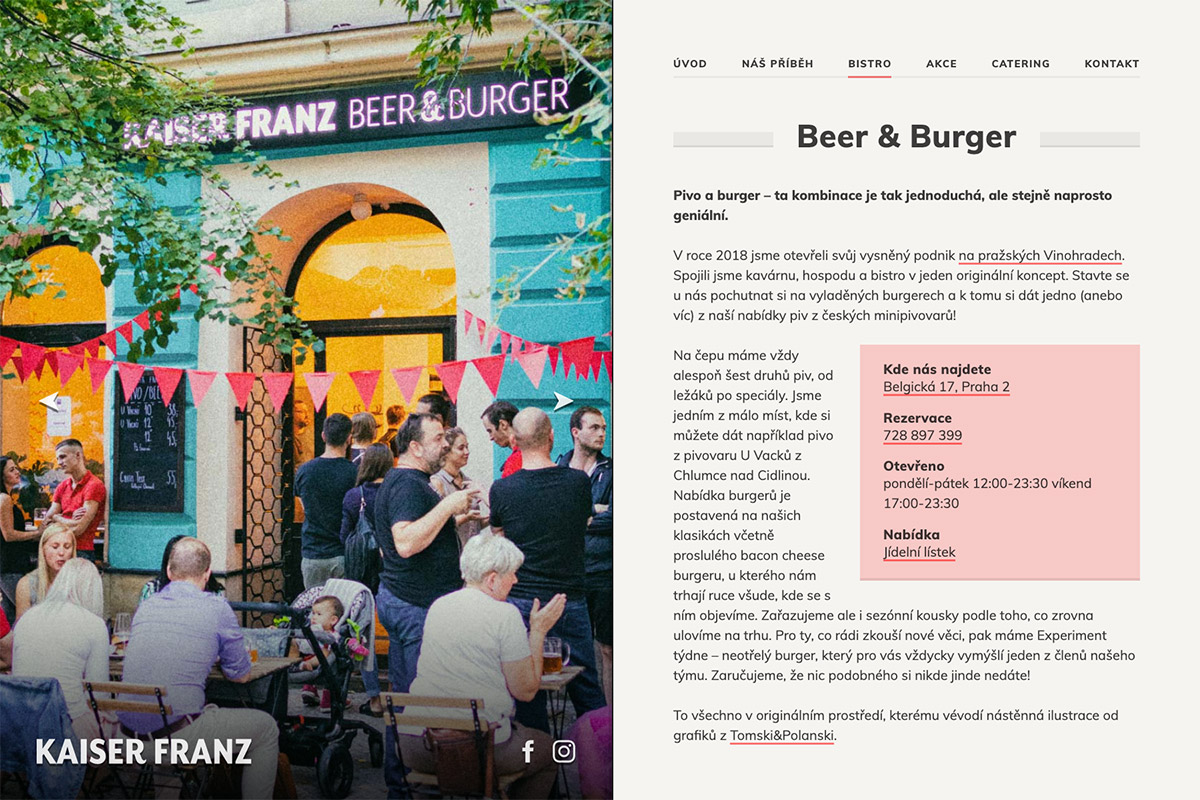 KAISER FRANZ BEER & BURGER
KAISER FRANZ
ÚVOD NÁŠ PŘÍBĚH BISTRO AKCE CATERING KONTAKT
Beer & Burger
Pivo a burger – ta kombinace je tak jednoduchá, ale stejně naprosto
geniální.
V roce 2018 jsme otevřeli svůj vysněný podnik na pražských Vinohradech.
Spojili jsme kavárnu, hospodu a bistro v jeden originální koncept. Stavte se
u nás pochutnat si na vyladěných burgerech a k tomu si dát jedno (anebo
víc) z naší nabídky piv z českých minipivovarů!
Na čepu máme vždy
alespoň šest druhů piv, od
ležáků po speciály. Jsme
jedním z málo míst, kde si
můžete dát například pivo
z pivovaru U Vacků z
Chlumce nad Cidlinou.
Nabídka burgerů je
postavená na našich
klasikách včetně
proslulého bacon cheese
burgeru, u kterého nám
trhají ruce všude, kde se s
ním objevíme. Zařazujeme ale i sezónní kousky podle toho, co zrovna
ulovíme na trhu. Pro ty, co rádi zkouší nové věci, pak máme Experiment
týdne – neotřelý burger, který pro vás vždycky vymýšlí jeden z členů našeho
týmu. Zaručujeme, že nic podobného si nikde jinde nedáte!
Kde nás najdete
Belgická 17, Praha 2
Rezervace
728 897 399
Otevřeno
pondělí-pátek 12:00-23:30 víkend
17:00-23:30
Nabídka
Jídelní lístek
To všechno v originálním prostředí, kterému vévodí nástěnná ilustrace od
grafiků z Tomski&Polanski.